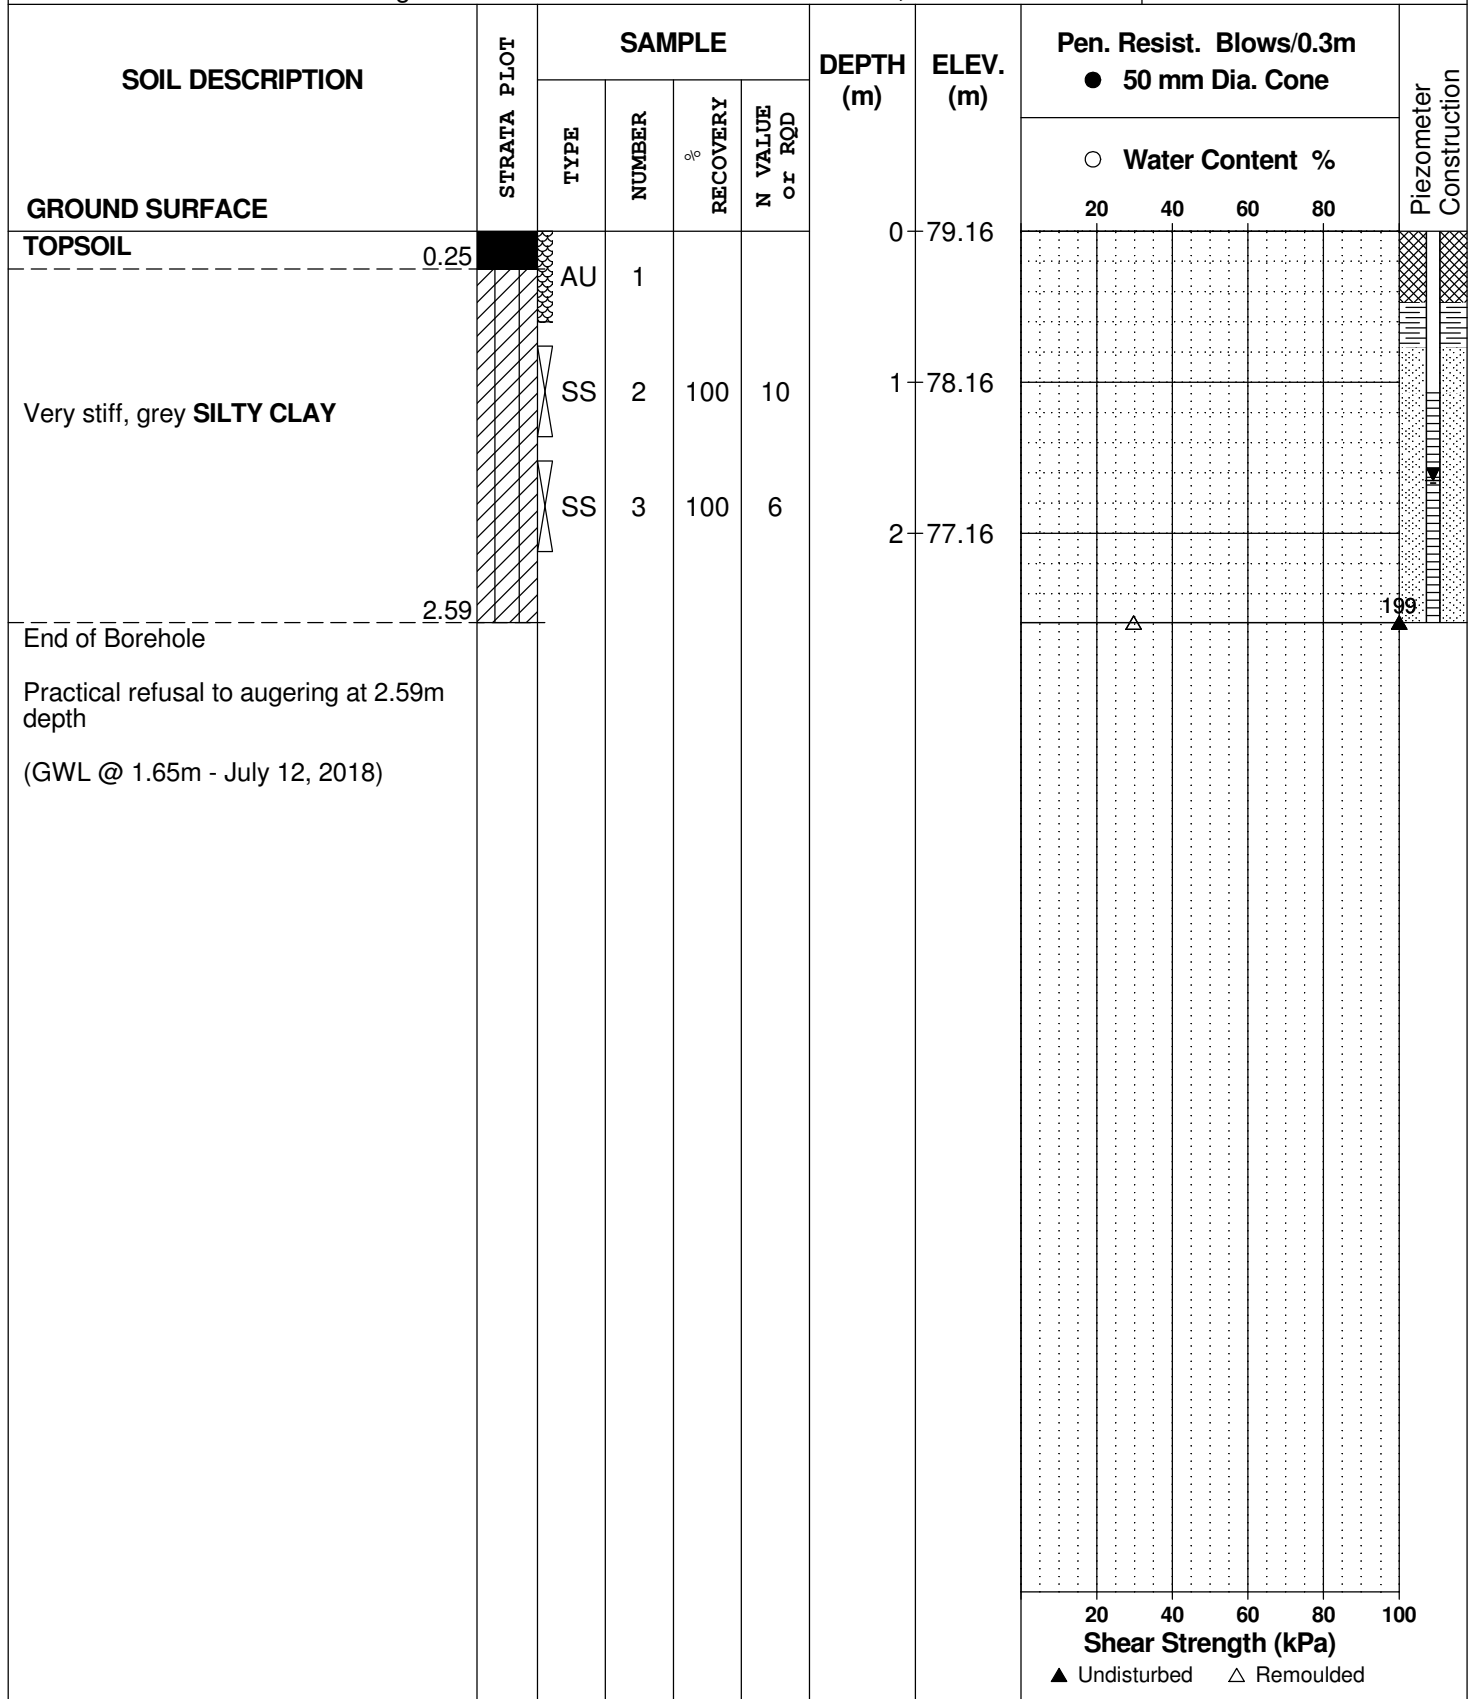 SOIL DESCRIPTION
GROUND SURFACE
STRATA PLOT
SAMPLE
TYPE
NUMBER
%
RECOVERY
N VALUE
or RQD
DEPTH
(m)
ELEV.
(m)
Pen. Resist. Blows/0.3m
● 50 mm Dia. Cone
○ Water Content %
20 40 60 80
Piezometer
Construction
TOPSOIL
0.25
AU 1
0 79.16
Very stiff, grey SILTY CLAY
SS 2 100 10
1 78.16
SS 3 100 6
2 77.16
2.59
199
End of Borehole
Practical refusal to augering at 2.59m
depth
(GWL @ 1.65m - July 12, 2018)
20 40 60 80 100
Shear Strength (kPa)
▲ Undisturbed △ Remoulded